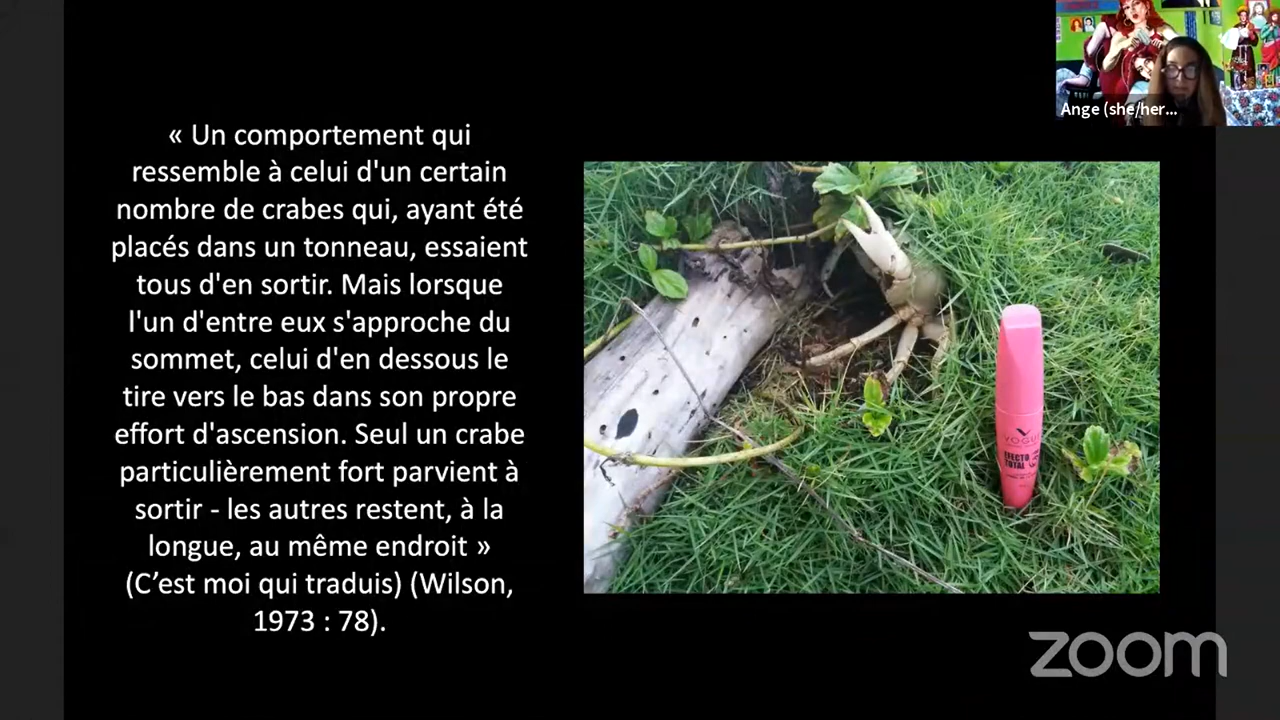 Ange (she/her...
« Un comportement qui
ressemble à celui d'un certain
nombre de crabes qui, ayant été
placés dans un tonneau, essaient
tous d'en sortir. Mais lorsque
l'un d'entre eux s'approche du
sommet, celui d'en dessous le
tire vers le bas dans son propre
effort d'ascension. Seul un crabe
particulièrement fort parvient à
sortir - les autres restent, à la
longue, au même endroit »
(C’est moi qui traduis) (Wilson,
1973 : 78).
VOGUE
EFECTO
TOTAL
zoom